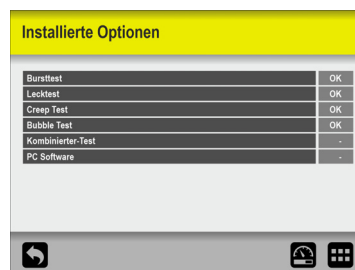 Installierte Optionen
Bursttest OK
Lecktest OK
Creep Test OK
Bubble Test OK
Kombinierter-Test -
PC Software -